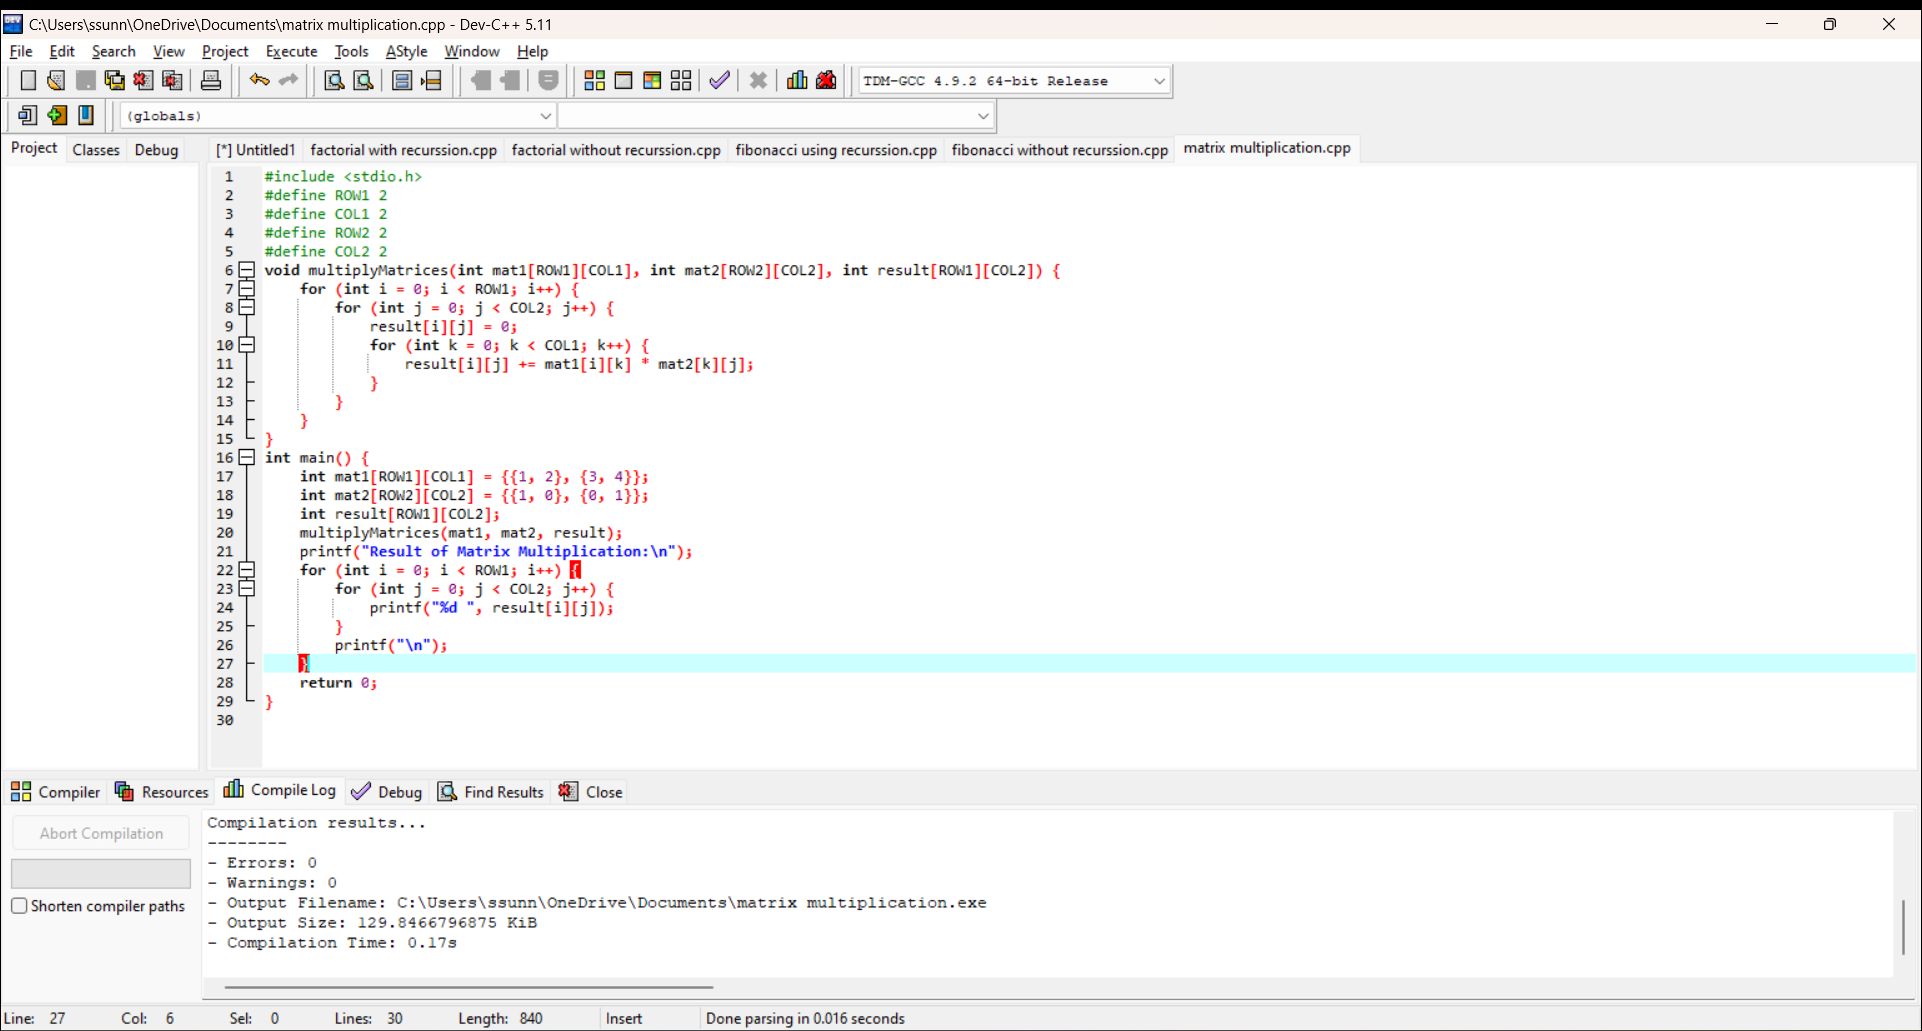 C:\Users\ssunn\OneDrive\Documents\matrix multiplication.cpp - Dev-C++ 5.11
File Edit Search View Project Execute Tools AStyle Window Help
TDM-GCC 4.9.2 64-bit Release
(globals)
Project Classes Debug
[*] Untitled1 factorial with recurssion.cpp factorial without recurssion.cpp fibonacci using recurssion.cpp fibonacci without recurssion.cpp matrix multiplication.cpp
1 #include <stdio.h>
2 #define ROW1 2
3 #define COL1 2
4 #define ROW2 2
5 #define COL2 2
6 void multiplyMatrices(int mat1[ROW1][COL1], int mat2[ROW2][COL2], int result[ROW1][COL2]) {
7 for (int i = 0; i < ROW1; i++) {
8 for (int j = 0; j < COL2; j++) {
9 result[i][j] = 0;
10 for (int k = 0; k < COL1; k++) {
11 result[i][j] += mat1[i][k] * mat2[k][j];
12 }
13 }
14 }
15 }
16 int main() {
17 int mat1[ROW1][COL1] = {{1, 2}, {3, 4}};
18 int mat2[ROW2][COL2] = {{1, 0}, {0, 1}};
19 int result[ROW1][COL2];
20 multiplyMatrices(mat1, mat2, result);
21 printf("Result of Matrix Multiplication:\n");
22 for (int i = 0; i < ROW1; i++) {
23 for (int j = 0; j < COL2; j++) {
24 printf("%d ", result[i][j]);
25 }
26 printf("\n");
27 }
28 return 0;
29 }
30
Compiler Resources Compile Log Debug Find Results Close
Abort Compilation
Shorten compiler paths
Compilation results...
--------
- Errors: 0
- Warnings: 0
- Output Filename: C:\Users\ssunn\OneDrive\Documents\matrix multiplication.exe
- Output Size: 129.8466796875 KiB
- Compilation Time: 0.17s
Line: 27 Col: 6 Sel: 0 Lines: 30 Length: 840 Insert Done parsing in 0.016 seconds